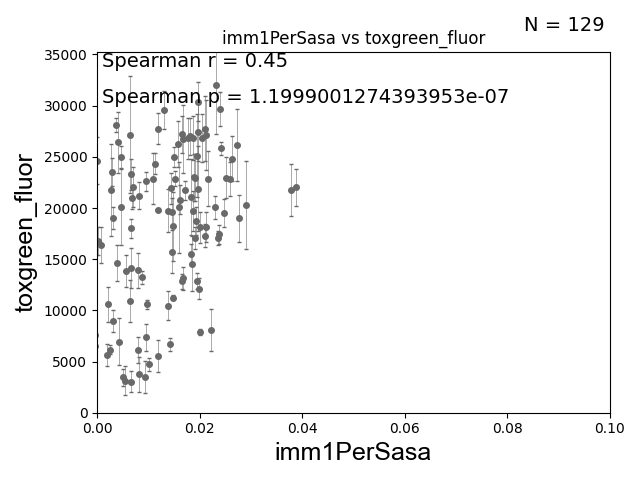 N = 129
imm1PerSasa vs toxgreen_fluor
Spearman r = 0.45
Spearman p = 1.1999001274393953e-07
35000
30000
25000
20000
15000
10000
5000
0
toxgreen_fluor
0.00 0.02 0.04 0.06 0.08 0.10
imm1PerSasa